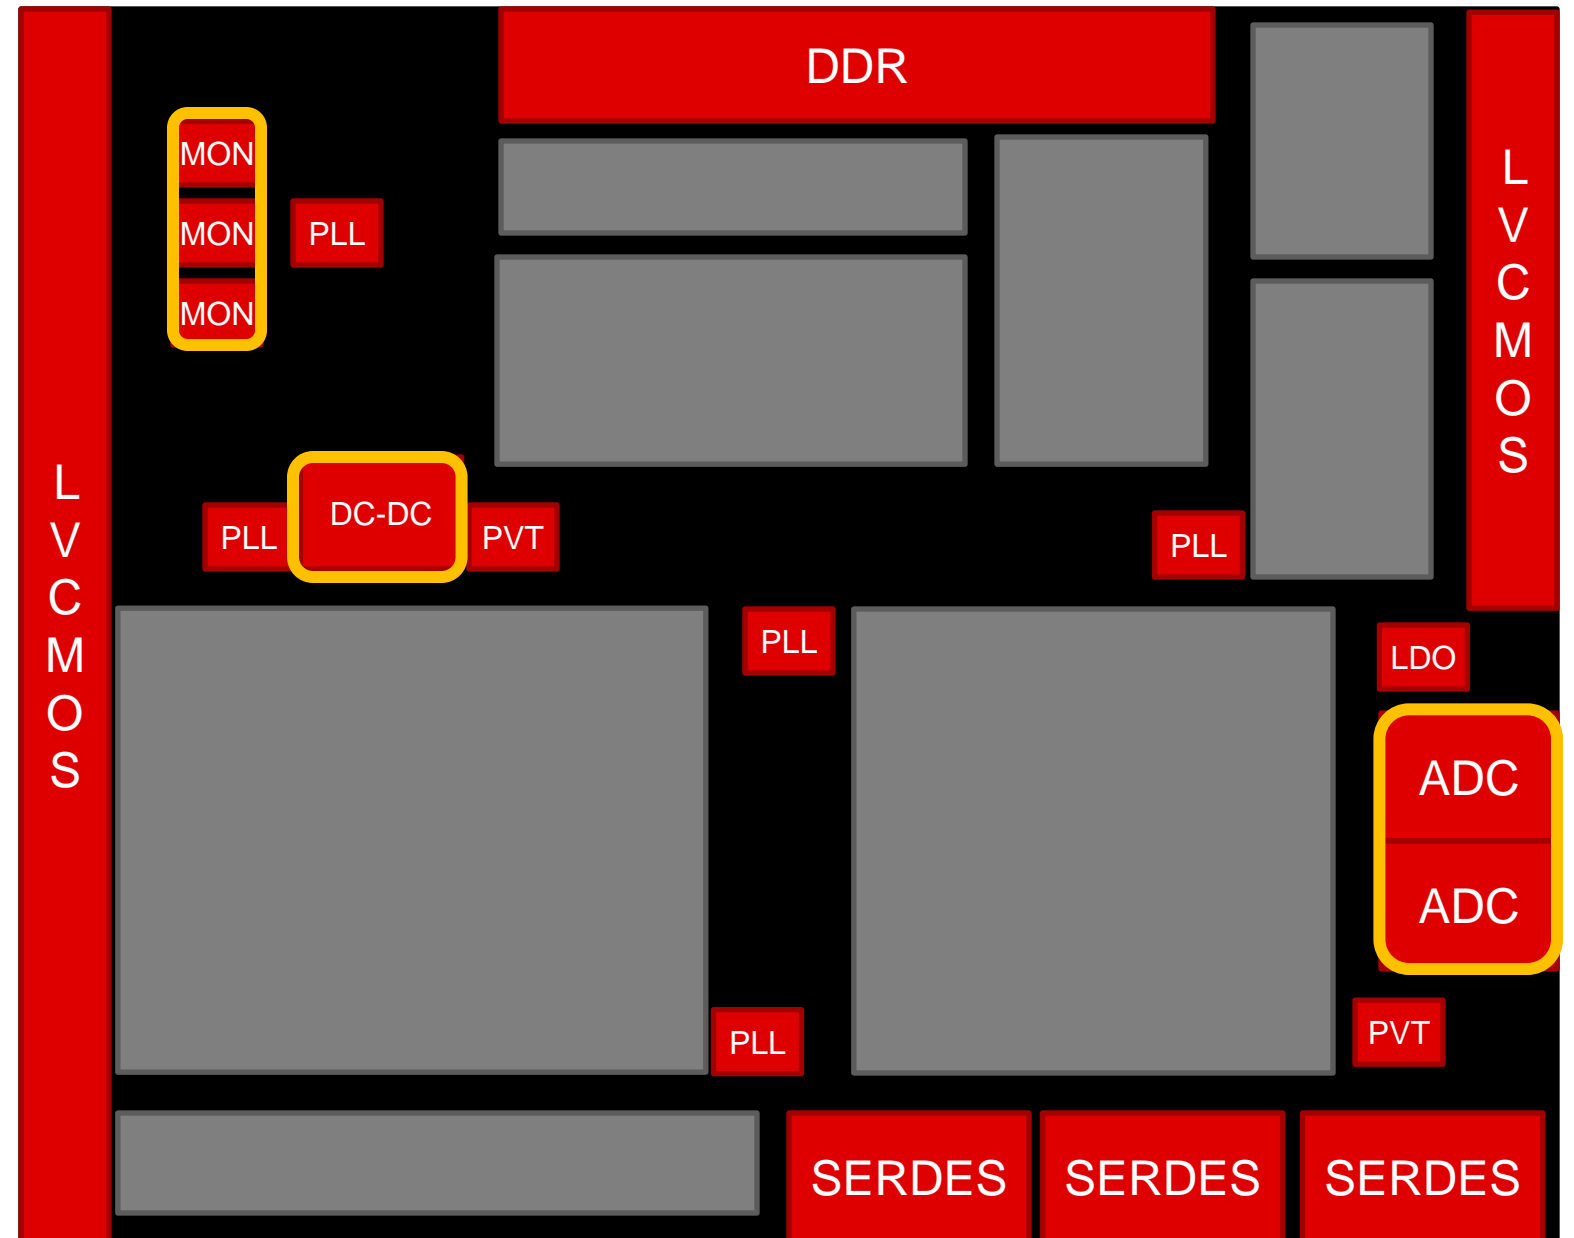 DDR
MON
MON
PLL
MON
L
V
C
M
O
S
L
V
C
M
O
S
PLL
DC-DC
PVT
PLL
PLL
LDO
ADC
ADC
PLL
PVT
SERDES
SERDES
SERDES